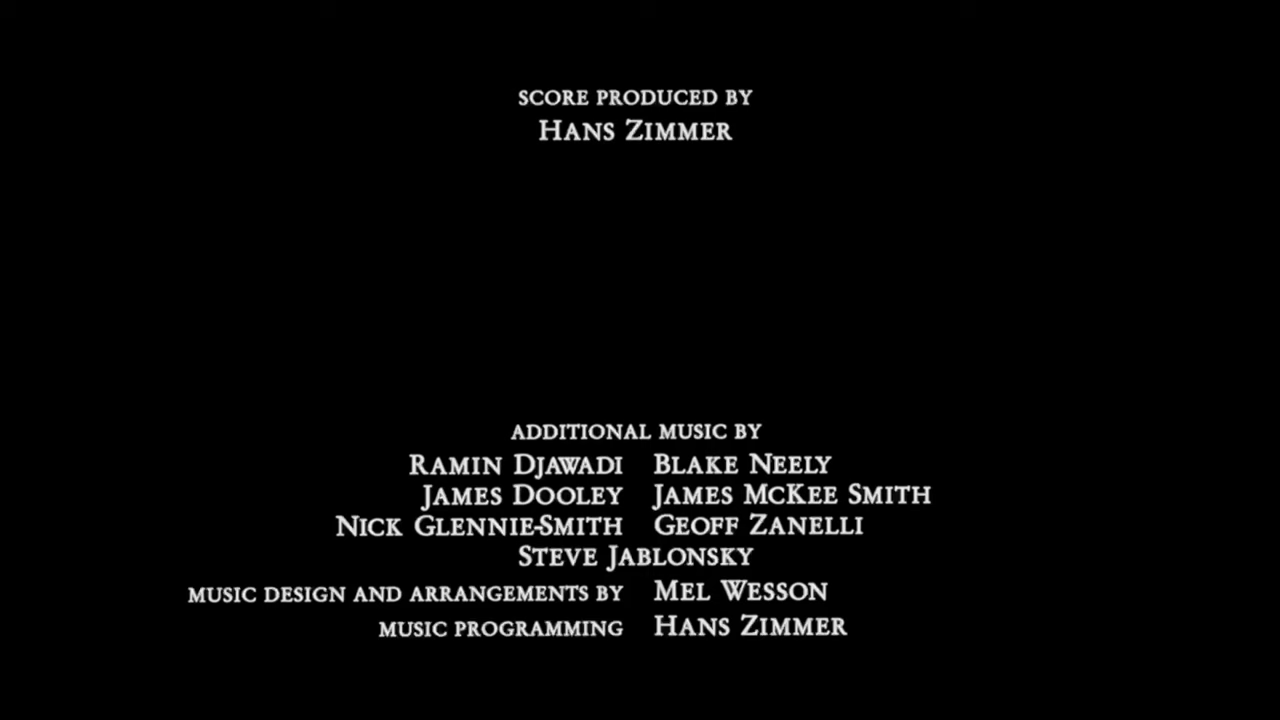 SCORE PRODUCED BY
HANS ZIMMER
ADDITIONAL MUSIC BY
RAMIN DJAWADI BLAKE NEELY
JAMES DOOLEY JAMES MCKEE SMITH
NICK GLENNIE-SMITH GEOFF ZANELLI
STEVE JABLONSKY
MUSIC DESIGN AND ARRANGEMENTS BY MEL WESSON
MUSIC PROGRAMMING HANS ZIMMER